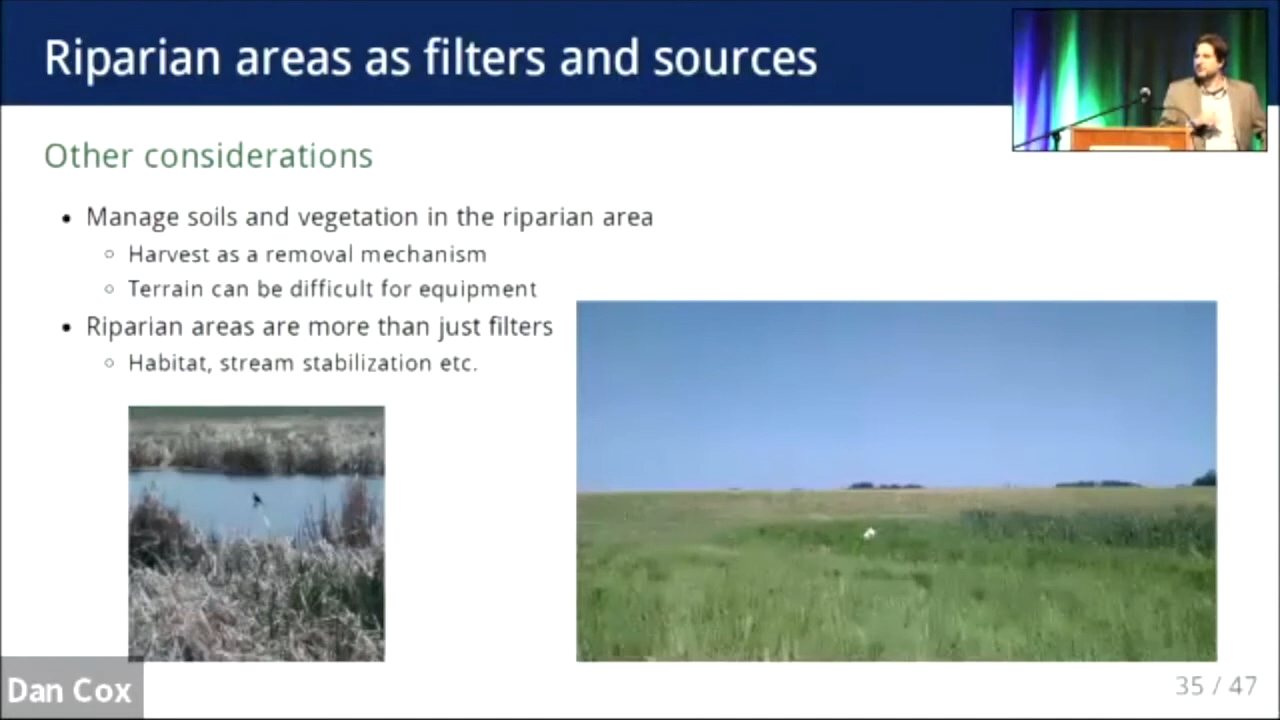 Riparian areas as filters and sources
Other considerations
• Manage soils and vegetation in the riparian area
○ Harvest as a removal mechanism
○ Terrain can be difficult for equipment
• Riparian areas are more than just filters
○ Habitat, stream stabilization etc.
Dan Cox
35 / 47